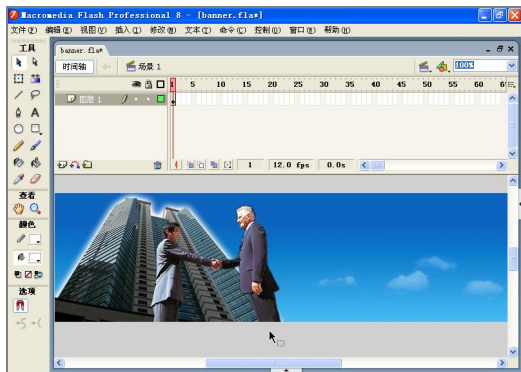 Macromedia Flash Professional 8 - [banner.fla*]
文件(F) 编辑(E) 视图(V) 插入(I) 修改(M) 文本(T) 命令(C) 控制(O) 窗口(W) 帮助(H)
工具
banner.fla*
时间轴 场景 1 100%
1 5 10 15 20 25 30 35 40 45 50 55 60
图层 1
1 12.0 fps 0.0s
查看
颜色
选项